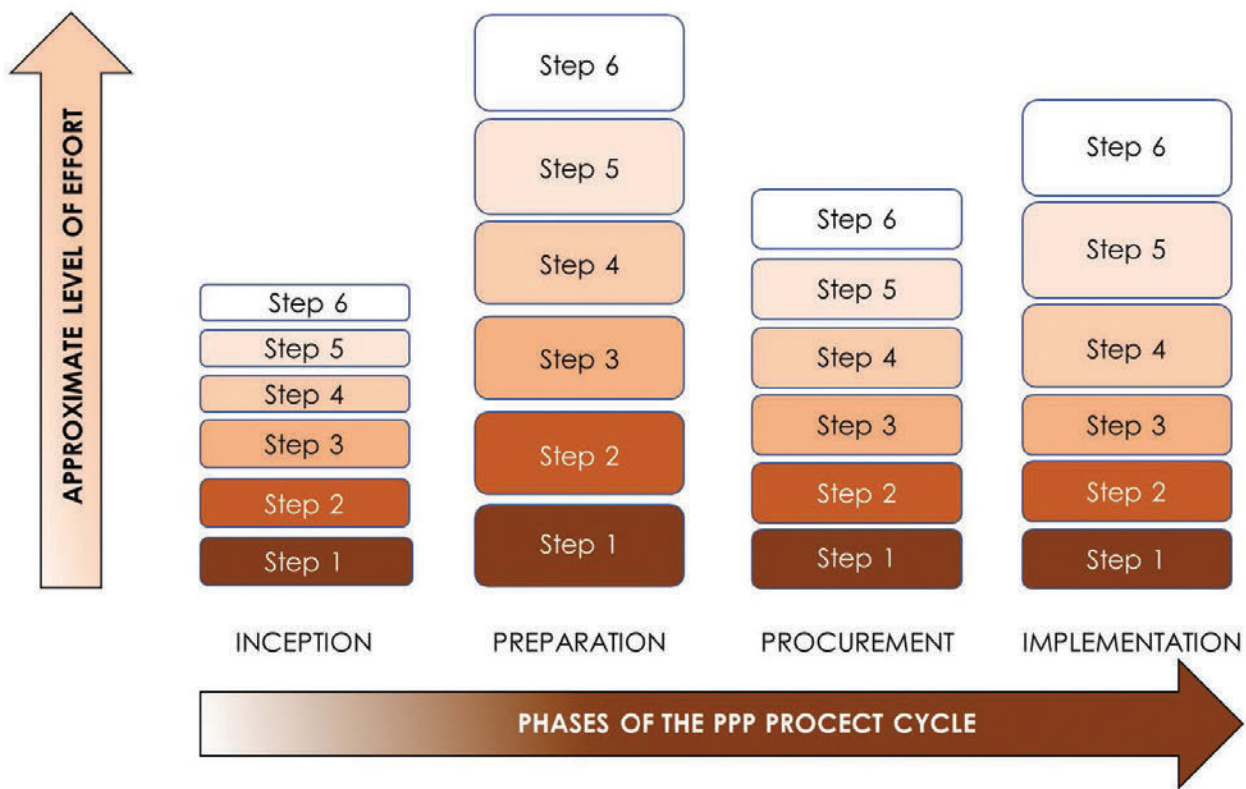 APPROXIMATE LEVEL OF EFFORT
Step 6
Step 5
Step 4
Step 3
Step 2
Step 1
INCEPTION
Step 6
Step 5
Step 4
Step 3
Step 2
Step 1
PREPARATION
Step 6
Step 5
Step 4
Step 3
Step 2
Step 1
PROCUREMENT
Step 6
Step 5
Step 4
Step 3
Step 2
Step 1
IMPLEMENTATION
PHASES OF THE PPP PROCECT CYCLE